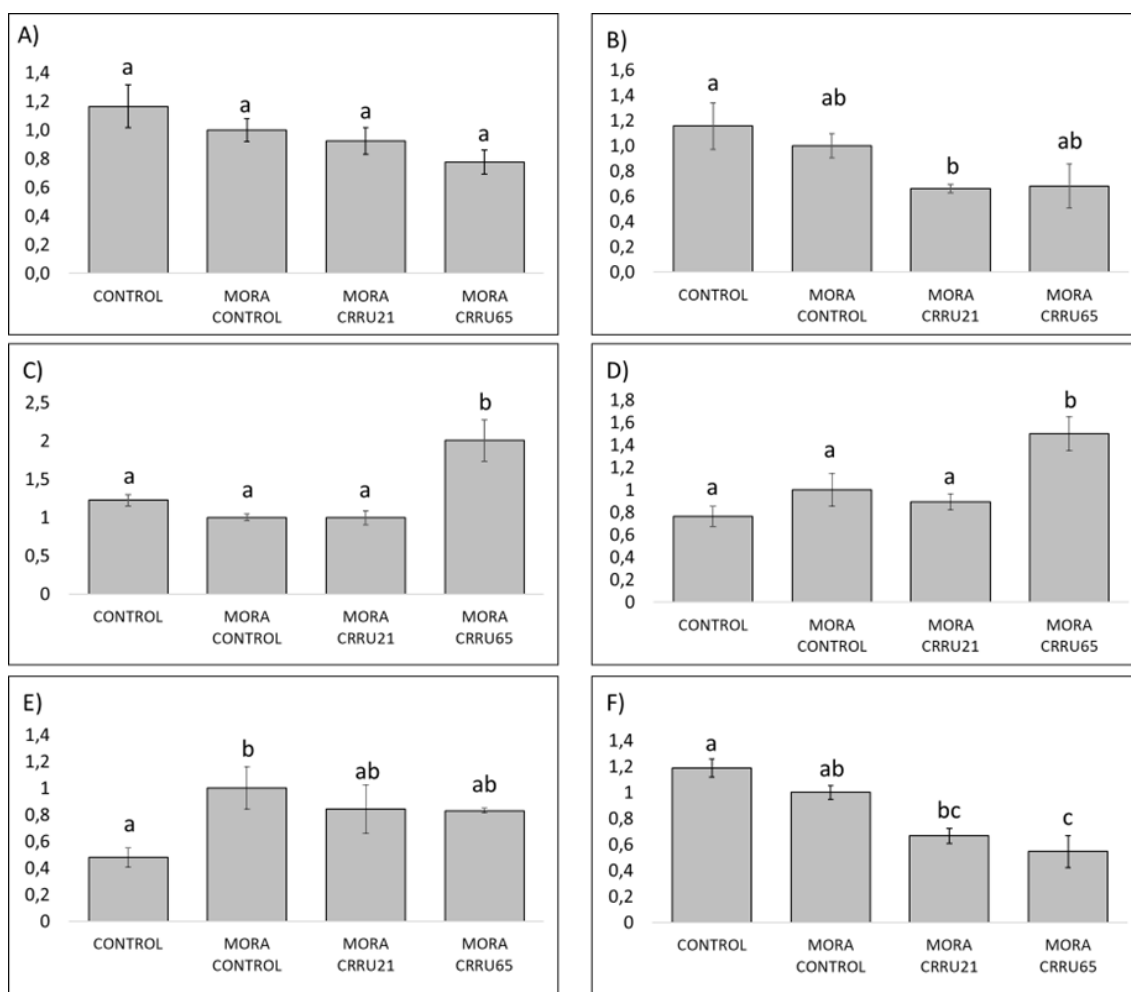 A)
1,4
1,2
1,0
0,8
0,6
0,4
0,2
0,0
a
a
a
a
CONTROL
MORA CONTROL
MORA CRRU21
MORA CRRU65
B)
1,6
1,4
1,2
1,0
0,8
0,6
0,4
0,2
0,0
a
ab
b
ab
CONTROL
MORA CONTROL
MORA CRRU21
MORA CRRU65
C)
2,5
2
1,5
1
0,5
0
a
a
a
b
CONTROL
MORA CONTROL
MORA CRRU21
MORA CRRU65
D)
1,8
1,6
1,4
1,2
1
0,8
0,6
0,4
0,2
0
a
a
a
b
CONTROL
MORA CONTROL
MORA CRRU21
MORA CRRU65
E)
1,4
1,2
1
0,8
0,6
0,4
0,2
0
a
b
ab
ab
CONTROL
MORA CONTROL
MORA CRRU21
MORA CRRU65
F)
1,4
1,2
1
0,8
0,6
0,4
0,2
0
a
ab
bc
c
CONTROL
MORA CONTROL
MORA CRRU21
MORA CRRU65